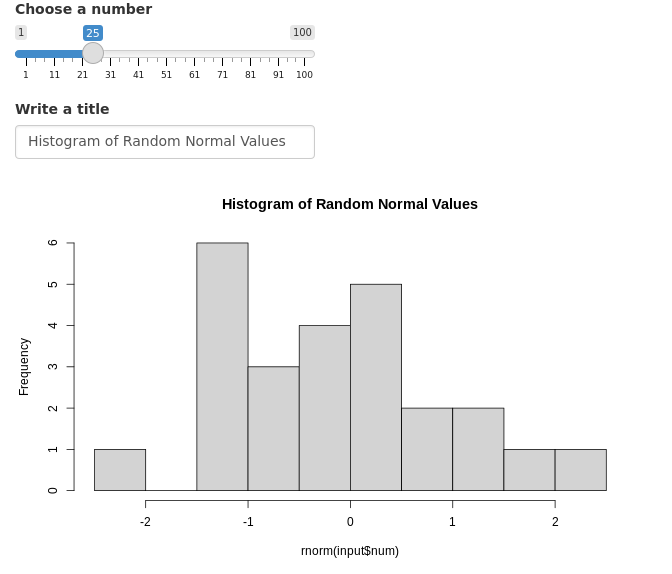 Choose a number
1 25 100
1 11 21 31 41 51 61 71 81 91 100
Write a title
Histogram of Random Normal Values
Histogram of Random Normal Values
6
5
4
3
2
1
0
Frequency
-2 -1 0 1 2
rnorm(input$num)